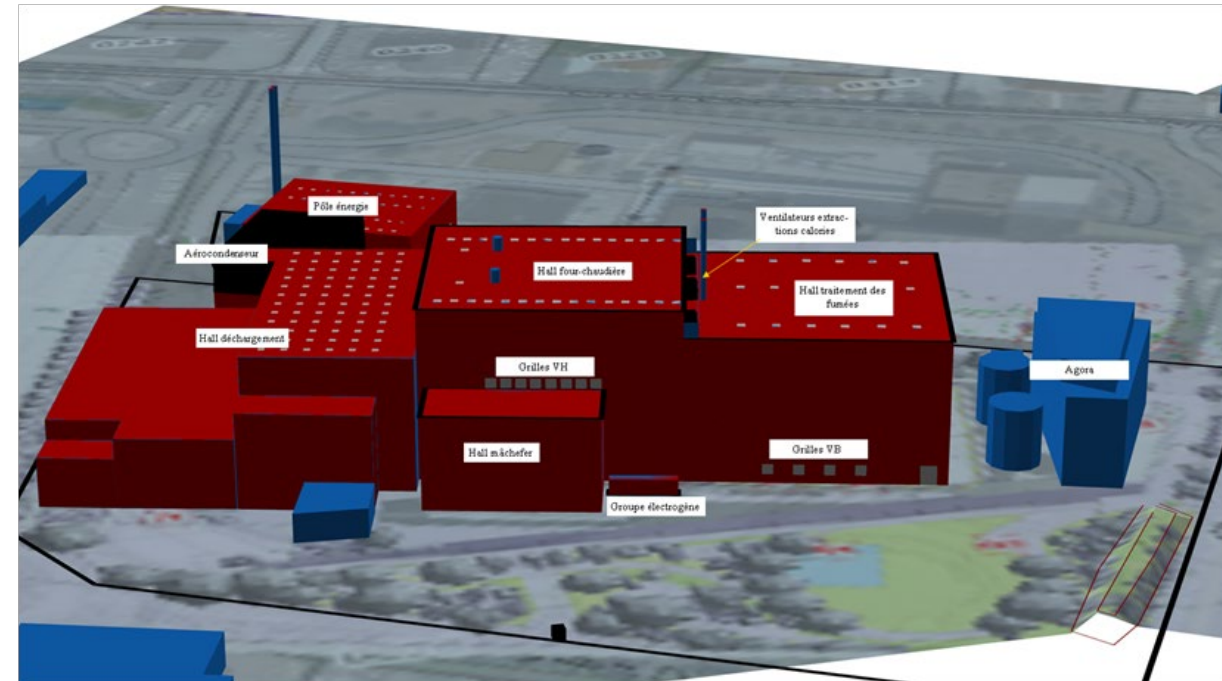 Pôle énergie
Ventilateurs extrac-
tions calories
Aérocondenseur
Hall four-chaudière
Hall traitement des
fumées
Hall déchargement
Grilles VH
Agora
Hall mâchefer
Grilles VB
Groupe électrogène